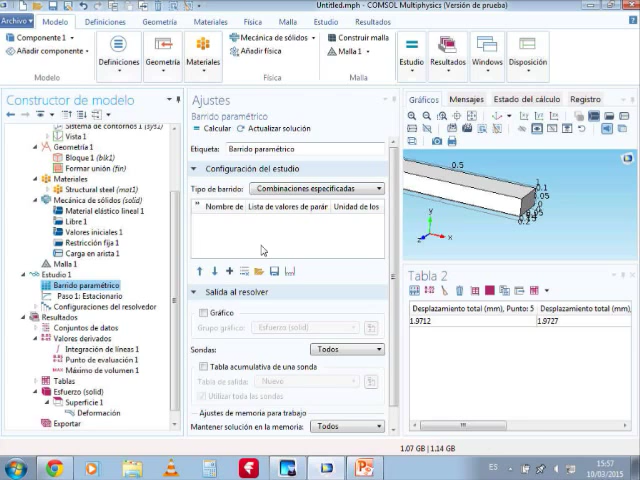 Untitled.mph - COMSOL Multiphysics (Versión de prueba)
Archivo Modelo Definiciones Geometría Materiales Física Malla Estudio Resultados
Componente 1
Añadir componente
Modelo
Definiciones
Geometría
Materiales
Mecánica de sólidos
Añadir física
Física
Construir malla
Malla 1
Malla
Estudio
Resultados
Windows
Disposición
Constructor de modelo
Sistema de contornos 1 (sys1)
Vista 1
Geometría 1
Bloque 1 (blk1)
Formar unión (fin)
Materiales
Structural steel (mat1)
Mecánica de sólidos (solid)
Material elástico lineal 1
Libre 1
Valores iniciales 1
Restricción fija 1
Carga en arista 1
Malla 1
Estudio 1
Barrido paramétrico
Paso 1: Estacionario
Configuraciones del resolvedor
Resultados
Conjuntos de datos
Valores derivados
Integración de líneas 1
Punto de evaluación 1
Máximo de volumen 1
Tablas
Esfuerzo (solid)
Superficie 1
Deformación
Exportar
Ajustes
Barrido paramétrico
Calcular Actualizar solución
Etiqueta: Barrido paramétrico
Configuración del estudio
Tipo de barrido: Combinaciones especificadas
Nombre de Lista de valores de parár Unidad de los
Salida al resolver
Gráfico
Grupo gráfico: Esfuerzo (solid)
Sondas: Todos
Tabla acumulativa de una sonda
Tabla de salida: Nuevo
Utilizar toda las sondas
Ajustes de memoria para trabajo
Mantener solución en la memoria: Todos
Gráficos Mensajes Estado del cálculo Registro
0.5
1
0.1
0.05
0
y
z x
Tabla 2
Desplazamiento total (mm), Punto: 5 Desplazamiento total (mm),
1.9712 1.9727
1.07 GB | 1.14 GB
ES
15:57
10/03/2015